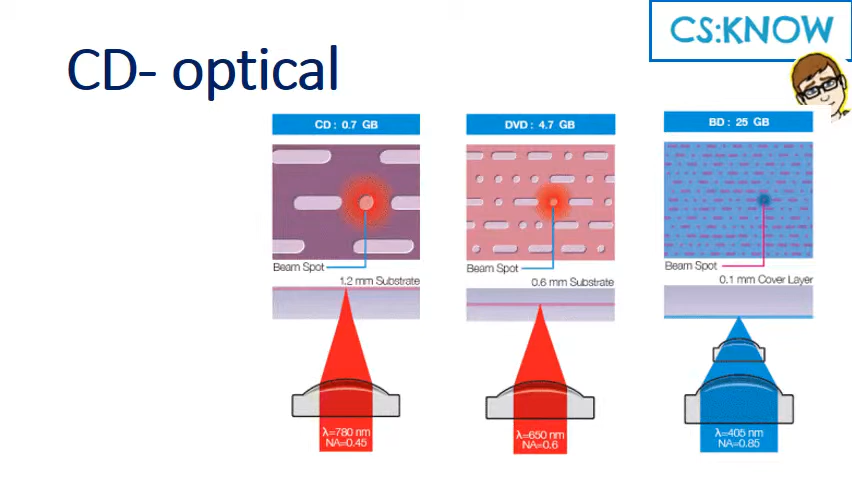 CS:KNOW
CD- optical
CD : 0.7 GB
DVD : 4.7 GB
BD : 25 GB
Beam Spot
Beam Spot
Beam Spot
1.2 mm Substrate
0.6 mm Substrate
0.1 mm Cover Layer
λ=780 nm
NA=0.45
λ=650 nm
NA=0.6
λ=405 nm
NA=0.85